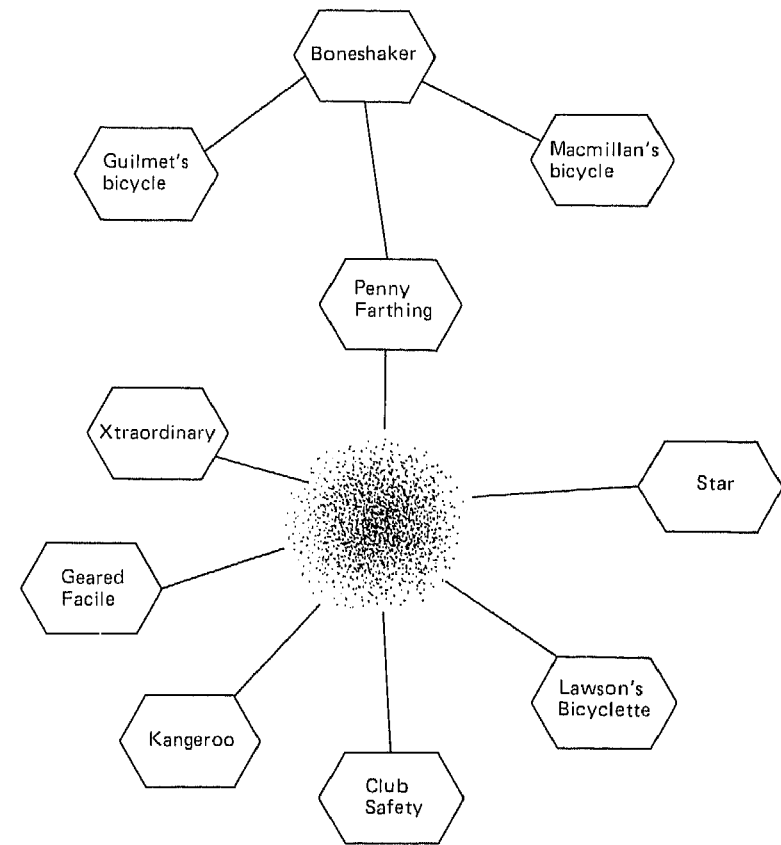 Boneshaker
Guilmet's
bicycle
Macmillan's
bicycle
Penny
Farthing
Xtraordinary
Star
Geared
Facile
Lawson's
Bicyclette
Kangeroo
Club
Safety